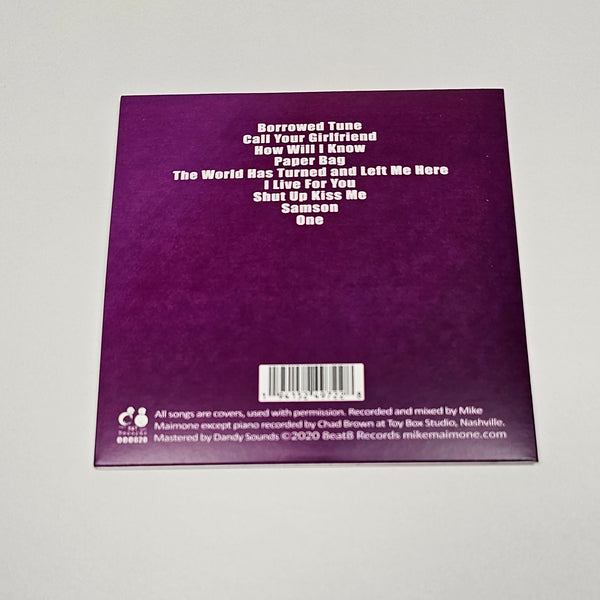 Borrowed Tune
Call Your Girlfriend
How Will I Know
Paper Bag
The World Has Turned and Left Me Here
I Live For You
Shut Up Kiss Me
Samson
One
All songs are covers, used with permission. Recorded and mixed by Mike
Maimone except piano recorded by Chad Brown at Toy Box Studio, Nashville.
Mastered by Dandy Sounds ©2020 Beat8 Records mikemaimone.com
Records
000020